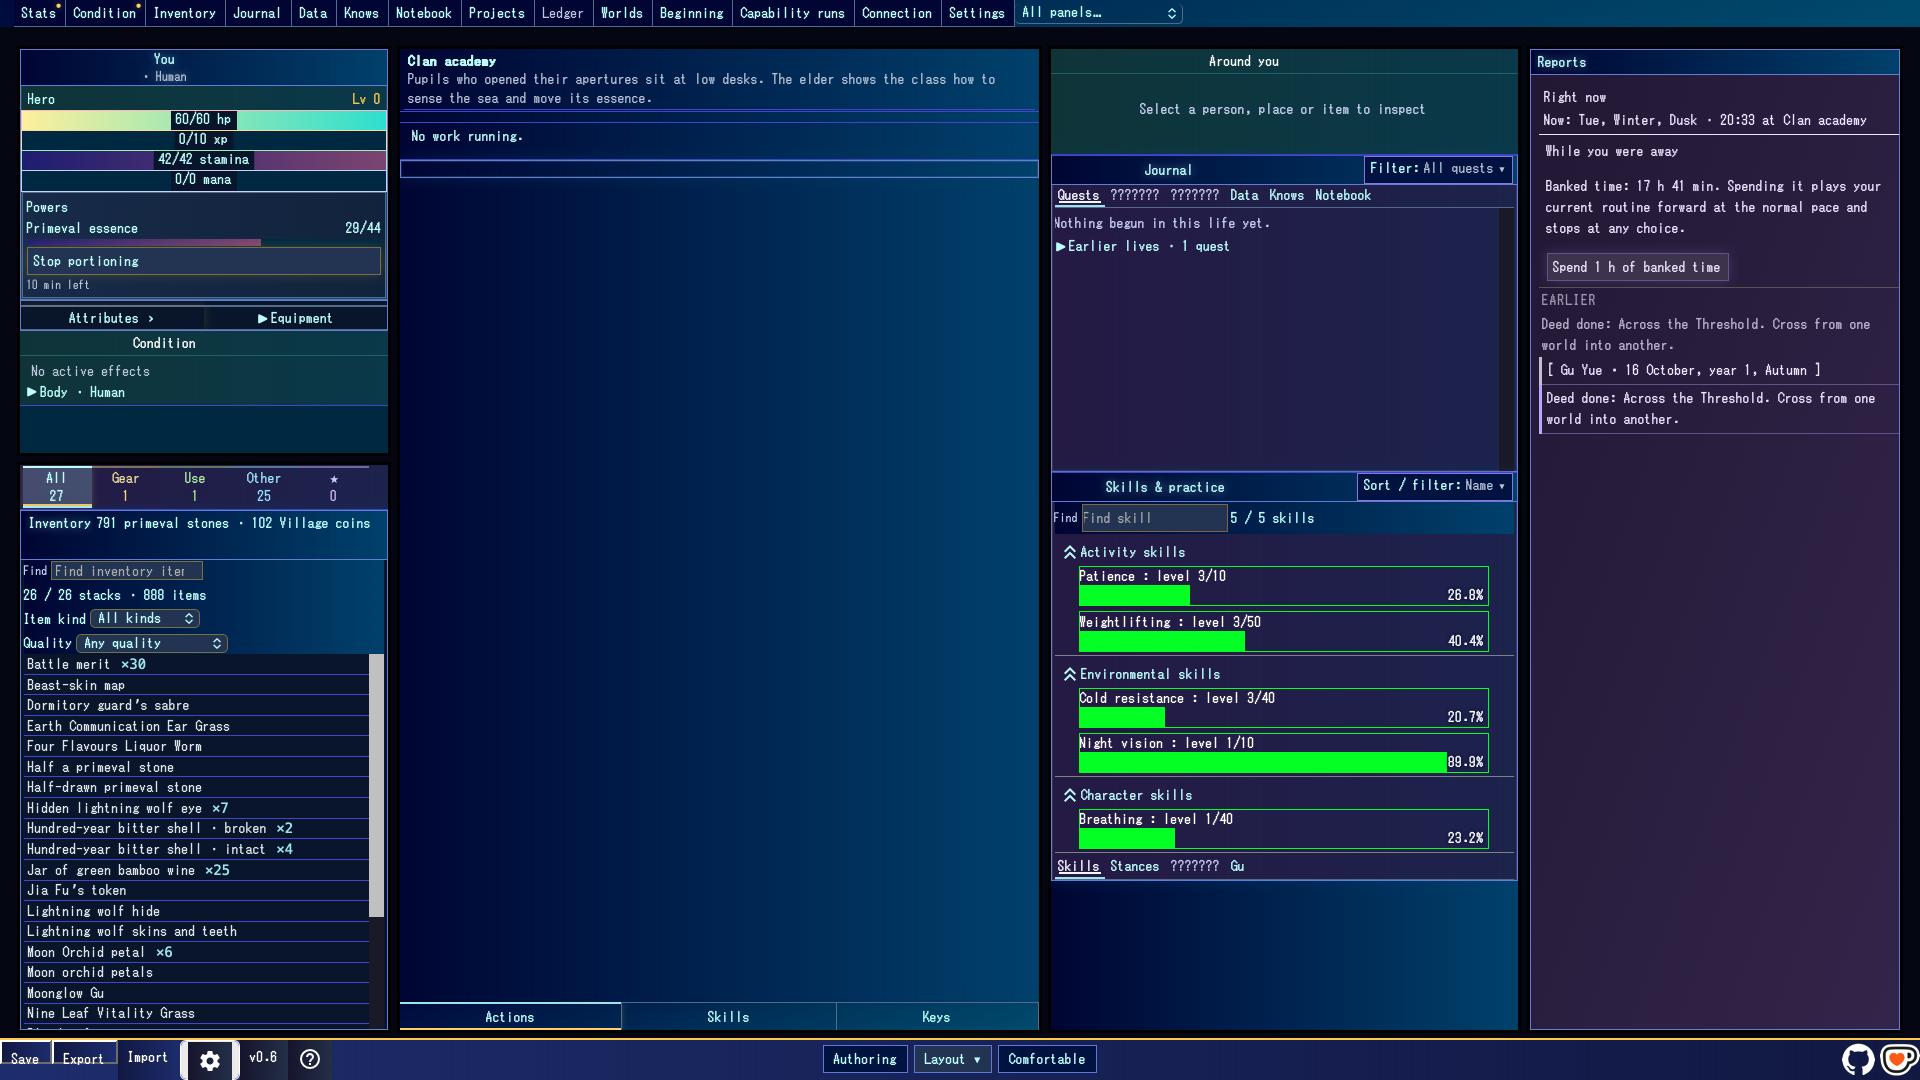 Stats Condition Inventory Journal Data Knows Notebook Projects Ledger Worlds Beginning Capability runs Connection Settings All panels…
You
· Human
Hero Lv 0
60/60 hp
0/10 xp
42/42 stamina
0/0 mana
Powers
Primeval essence 29/44
Stop portioning
10 min left
Attributes › ▶Equipment
Condition
No active effects
▶Body · Human
All Gear Use Other ★
27 1 1 25 0
Inventory 791 primeval stones · 102 Village coins
Find Find inventory iter
26 / 26 stacks · 888 items
Item kind All kinds
Quality Any quality
Battle merit ×30
Beast-skin map
Dormitory guard's sabre
Earth Communication Ear Grass
Four Flavours Liquor Worm
Half a primeval stone
Half-drawn primeval stone
Hidden lightning wolf eye ×7
Hundred-year bitter shell · broken ×2
Hundred-year bitter shell · intact ×4
Jar of green bamboo wine ×25
Jia Fu's token
Lightning wolf hide
Lightning wolf skins and teeth
Moon Orchid petal ×6
Moon orchid petals
Moonglow Gu
Nine Leaf Vitality Grass
Clan academy
Pupils who opened their apertures sit at low desks. The elder shows the class how to
sense the sea and move its essence.
No work running.
Actions Skills Keys
Around you
Select a person, place or item to inspect
Journal Filter: All quests ▾
Quests ??????? ??????? Data Knows Notebook
Nothing begun in this life yet.
▶Earlier lives · 1 quest
Skills & practice Sort / filter: Name ▾
Find Find skill 5 / 5 skills
Activity skills
Patience : level 3/10
26.8%
Weightlifting : level 3/50
40.4%
Environmental skills
Cold resistance : level 3/40
20.7%
Night vision : level 1/10
89.9%
Character skills
Breathing : level 1/40
23.2%
Skills Stances ??????? Gu
Reports
Right now
Now: Tue, Winter, Dusk · 20:33 at Clan academy
While you were away
Banked time: 17 h 41 min. Spending it plays your
current routine forward at the normal pace and
stops at any choice.
Spend 1 h of banked time
EARLIER
Deed done: Across the Threshold. Cross from one
world into another.
[ Gu Yue · 16 October, year 1, Autumn ]
Deed done: Across the Threshold. Cross from one
world into another.
Save Export Import v0.6 Authoring Layout ▾ Comfortable